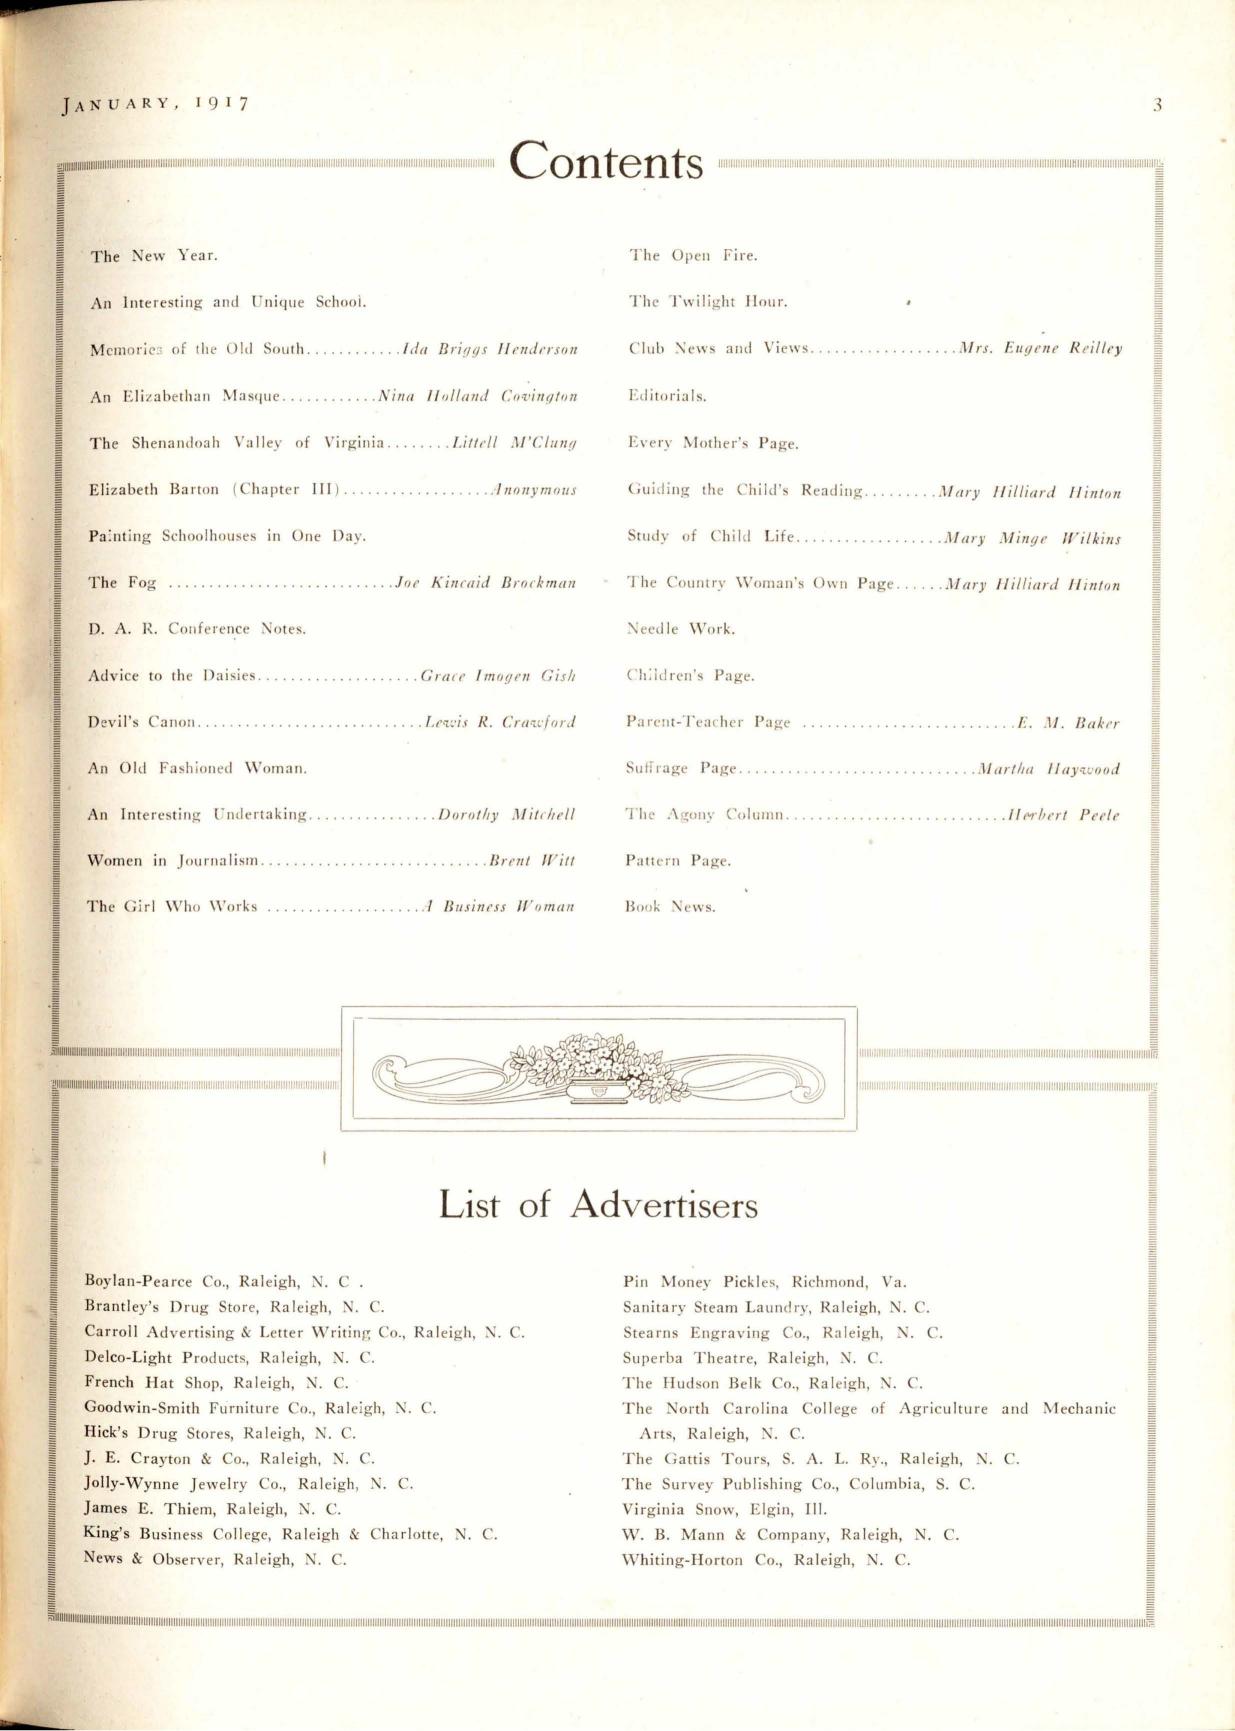 January, 1917
3
Contents
The New Year.
An Interesting and Unique School.
Memories of the Old South............Ida Briggs Henderson
An Elizabethan Masque............Nina Holland Covington
The Shenandoah Valley of Virginia........Littell M'Clung
Elizabeth Barton (Chapter III)..................Anonymous
Painting Schoolhouses in One Day.
The Fog ............................Joe Kincaid Brockman
D. A. R. Conference Notes.
Advice to the Daisies....................Grace Imogen Gish
Devil's Canon............................Lewis R. Crawford
An Old Fashioned Woman.
An Interesting Undertaking................Dorothy Mitchell
Women in Journalism............................Brent Witt
The Girl Who Works ....................A Business Woman
The Open Fire.
The Twilight Hour.
Club News and Views..................Mrs. Eugene Reilley
Editorials.
Every Mother's Page.
Guiding the Child's Reading.........Mary Hilliard Hinton
Study of Child Life..................Mary Minge Wilkins
The Country Woman's Own Page......Mary Hilliard Hinton
Needle Work.
Children's Page.
Parent-Teacher Page ..........................E. M. Baker
Suffrage Page.............................Martha Haywood
The Agony Column...........................Herbert Peele
Pattern Page.
Book News.
List of Advertisers
Boylan-Pearce Co., Raleigh, N. C .
Brantley's Drug Store, Raleigh, N. C.
Carroll Advertising & Letter Writing Co., Raleigh, N. C.
Delco-Light Products, Raleigh, N. C.
French Hat Shop, Raleigh, N. C.
Goodwin-Smith Furniture Co., Raleigh, N. C.
Hick's Drug Stores, Raleigh, N. C.
J. E. Crayton & Co., Raleigh, N. C.
Jolly-Wynne Jewelry Co., Raleigh, N. C.
James E. Thiem, Raleigh, N. C.
King's Business College, Raleigh & Charlotte, N. C.
News & Observer, Raleigh, N. C.
Pin Money Pickles, Richmond, Va.
Sanitary Steam Laundry, Raleigh, N. C.
Stearns Engraving Co., Raleigh, N. C.
Superba Theatre, Raleigh, N. C.
The Hudson Belk Co., Raleigh, N. C.
The North Carolina College of Agriculture and Mechanic
Arts, Raleigh, N. C.
The Gattis Tours, S. A. L. Ry., Raleigh, N. C.
The Survey Publishing Co., Columbia, S. C.
Virginia Snow, Elgin, Ill.
W. B. Mann & Company, Raleigh, N. C.
Whiting-Horton Co., Raleigh, N. C.